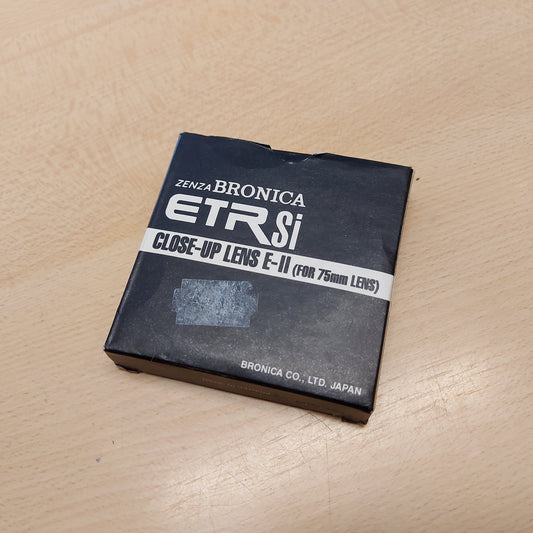 ZENZA BRONICA
ETRSi
CLOSE-UP LENS E-II (FOR 75mm LENS)
BRONICA CO., LTD. JAPAN